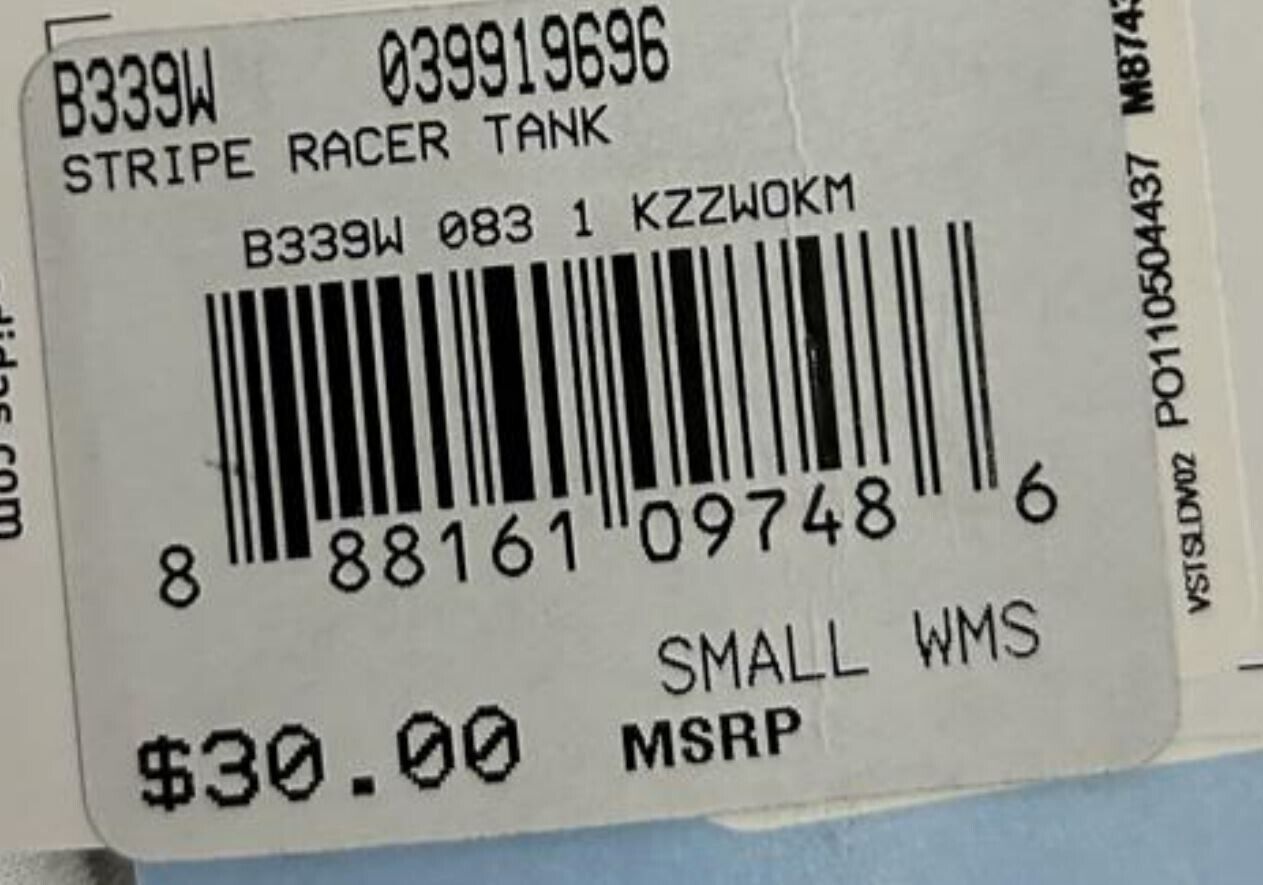 B339W 039919696
STRIPE RACER TANK
B339W 083 1 KZZWOKM
8 88161 09748 6
SMALL WMS
$30.00 MSRP
VSTSLDW02 PO1105044437